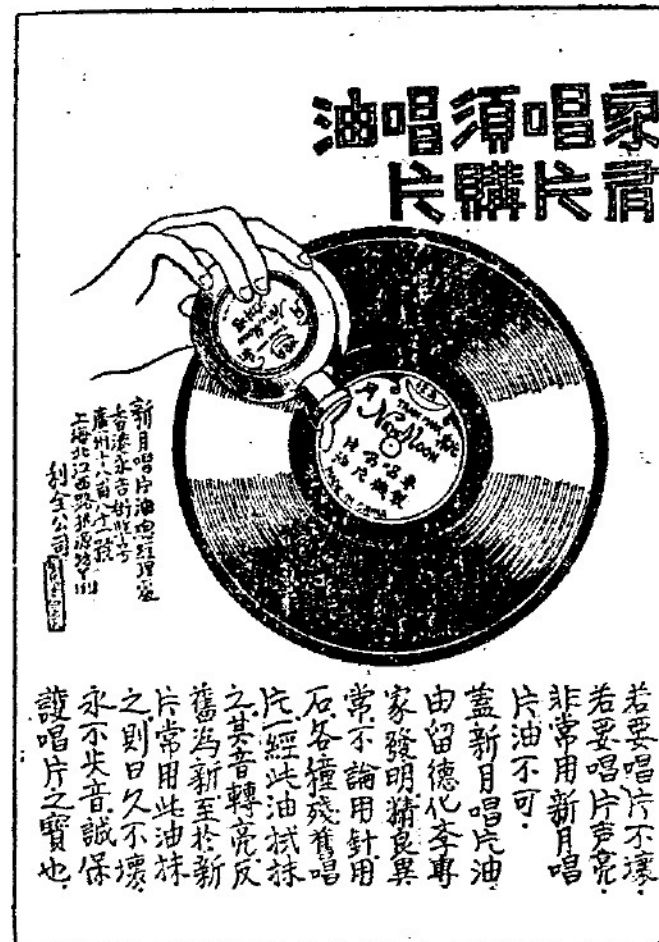 家有唱片須購唱片油
NEW MOON
MADE IN CHINA
新月唱片油總經理處
香港永吉街
廣州十八甫十一號
上海北江西路
利全公司
若要唱片不壞．
若要唱片声亮．
非常用新月唱
片油不可．
蓋新月唱片油
由留德化学專
家發明精良異
常．不論用針用
石各種殘舊唱
片．一經此油拭抹
之．其音轉亮．反
舊為新．至於新
片常用此油抹
之．則日久不壞．
永不失音．誠保
護唱片之寶也．